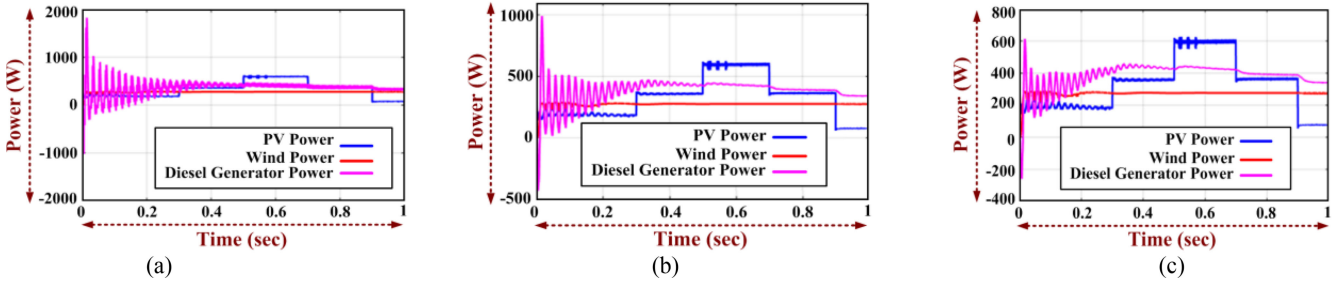 Power (W)
2000
1000
0
-1000
-2000
PV Power
Wind Power
Diesel Generator Power
0 0.2 0.4 0.6 0.8 1
Time (sec)
(a)
Power (W)
1000
500
0
-500
PV Power
Wind Power
Diesel Generator Power
0 0.2 0.4 0.6 0.8 1
Time (sec)
(b)
Power (W)
800
600
400
200
0
-200
-400
PV Power
Wind Power
Diesel Generator Power
0 0.2 0.4 0.6 0.8 1
Time (sec)
(c)